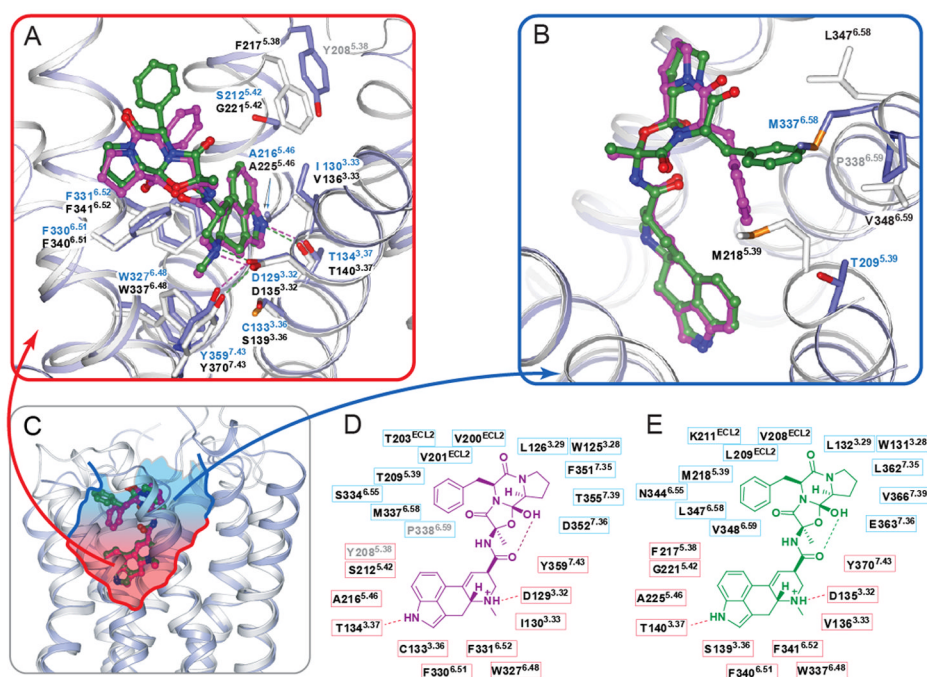 A
F217^5.38
Y208^5.38
S212^5.42
G221^5.42
A216^5.46
A225^5.46
I 130^3.33
V136^3.33
F331^6.52
F341^6.52
F330^6.51
F340^6.51
W327^6.48
W337^6.48
T134^3.37
T140^3.37
D129^3.32
D135^3.32
C133^3.36
S139^3.36
Y359^7.43
Y370^7.43
B
L347^6.58
M337^6.58
P338^6.59
V348^6.59
M218^5.39
T209^5.39
C
D
T203^ECL2 V200^ECL2
V201^ECL2
L126^3.29 W125^3.28
T209^5.39
F351^7.35
S334^6.55
T355^7.39
M337^6.58
P338^6.59
D352^7.36
Y208^5.38
S212^5.42
Y359^7.43
A216^5.46
D129^3.32
T134^3.37
I130^3.33
C133^3.36 F331^6.52
F330^6.51 W327^6.48
O
N
H
N
OH
O
O
O
NH
O
H
NH
+
HN
E
K211^ECL2 V208^ECL2
L209^ECL2
L132^3.29 W131^3.28
M218^5.39
L362^7.35
N344^6.55
V366^7.39
L347^6.58
V348^6.59
E363^7.36
F217^5.38
G221^5.42
Y370^7.43
A225^5.46
D135^3.32
T140^3.37
V136^3.33
S139^3.36 F341^6.52
F340^6.51 W337^6.48
O
N
H
N
OH
O
O
O
NH
O
H
NH
+
HN